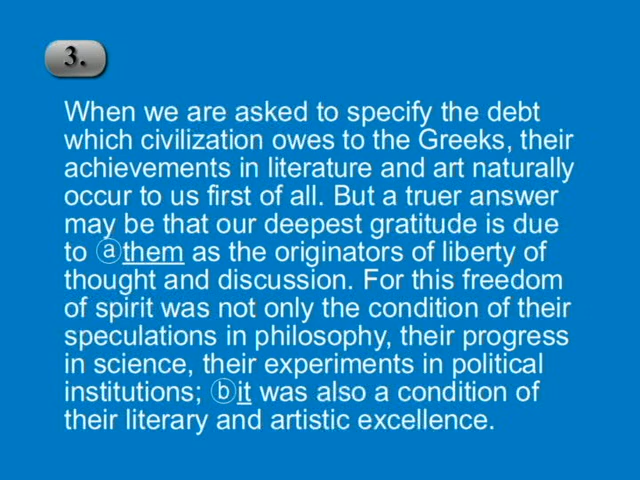 3.
When we are asked to specify the debt
which civilization owes to the Greeks, their
achievements in literature and art naturally
occur to us first of all. But a truer answer
may be that our deepest gratitude is due
to ⓐthem as the originators of liberty of
thought and discussion. For this freedom
of spirit was not only the condition of their
speculations in philosophy, their progress
in science, their experiments in political
institutions; ⓑit was also a condition of
their literary and artistic excellence.